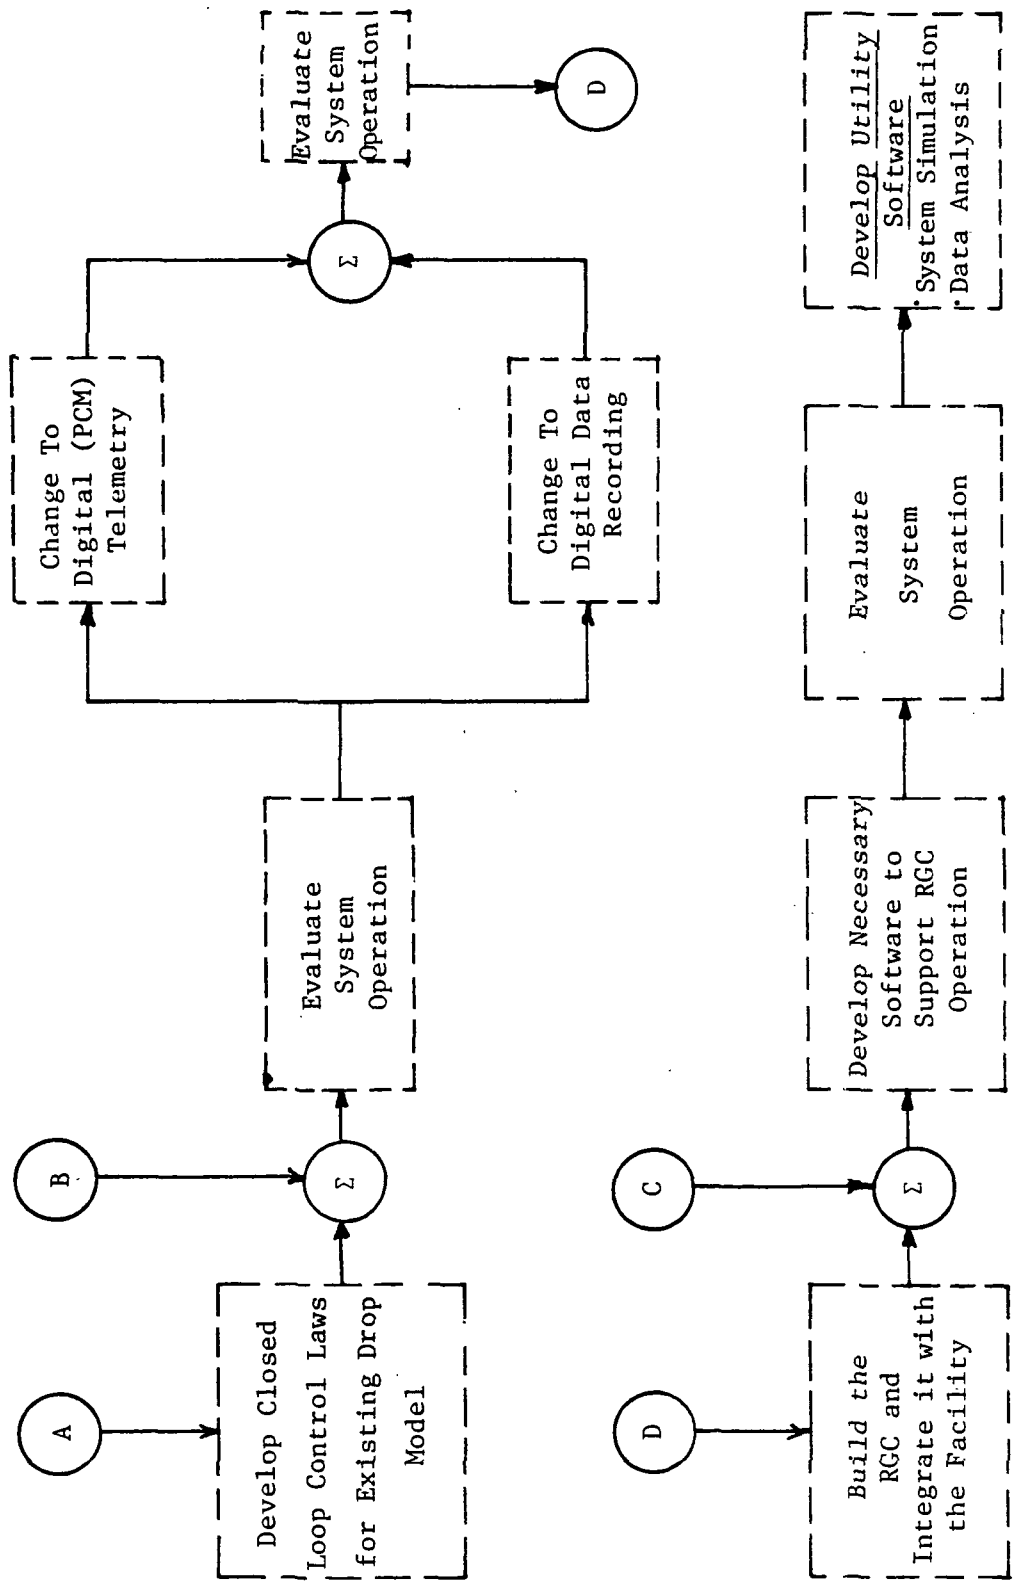 A
Develop Closed
Loop Control Laws
for Existing Drop
Model
B
Σ
Evaluate
System
Operation
Change To
Digital (PCM)
Telemetry
Change To
Digital Data
Recording
Σ
Evaluate
System
Operation
D
D
Build the
RGC and
Integrate it with
the Facility
C
Σ
Develop Necessary
Software to
Support RGC
Operation
Evaluate
System
Operation
Develop Utility
Software
·System Simulation
·Data Analysis